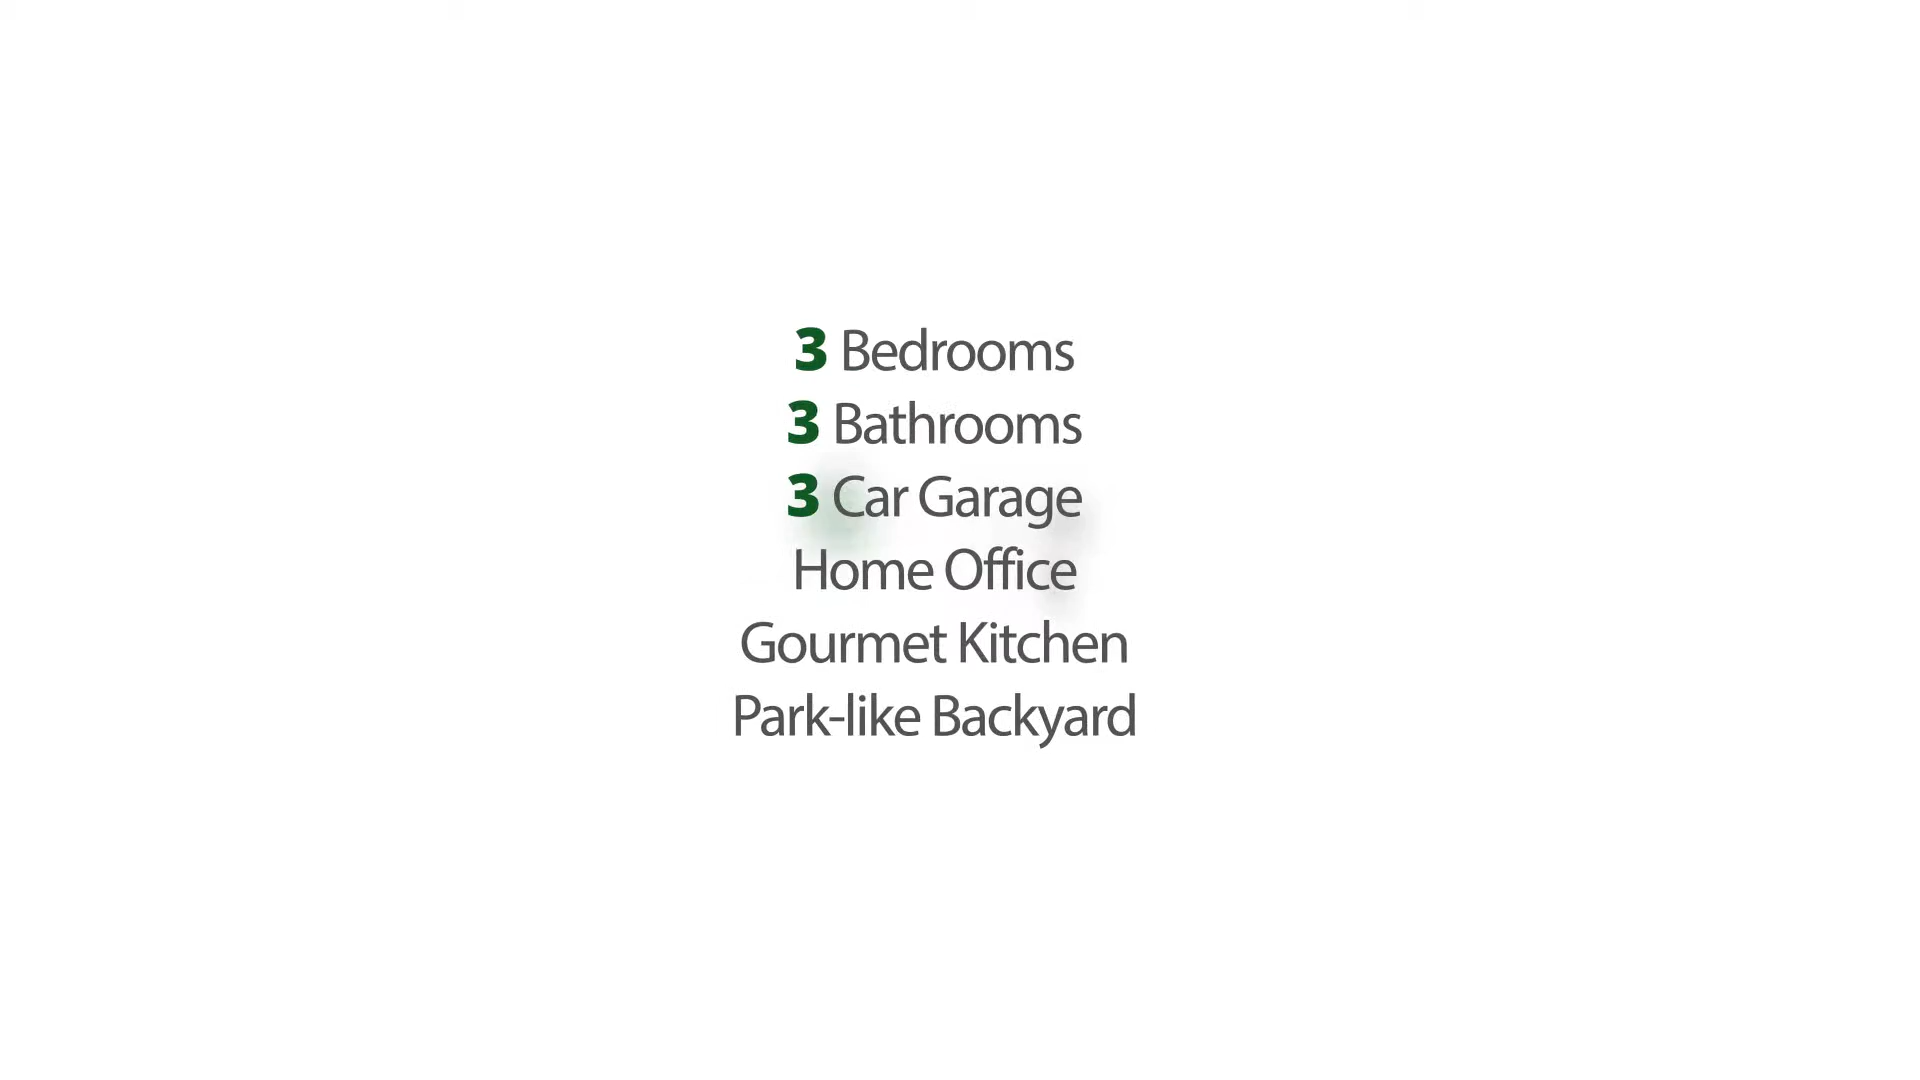 3 Bedrooms
3 Bathrooms
3 Car Garage
Home Office
Gourmet Kitchen
Park-like Backyard